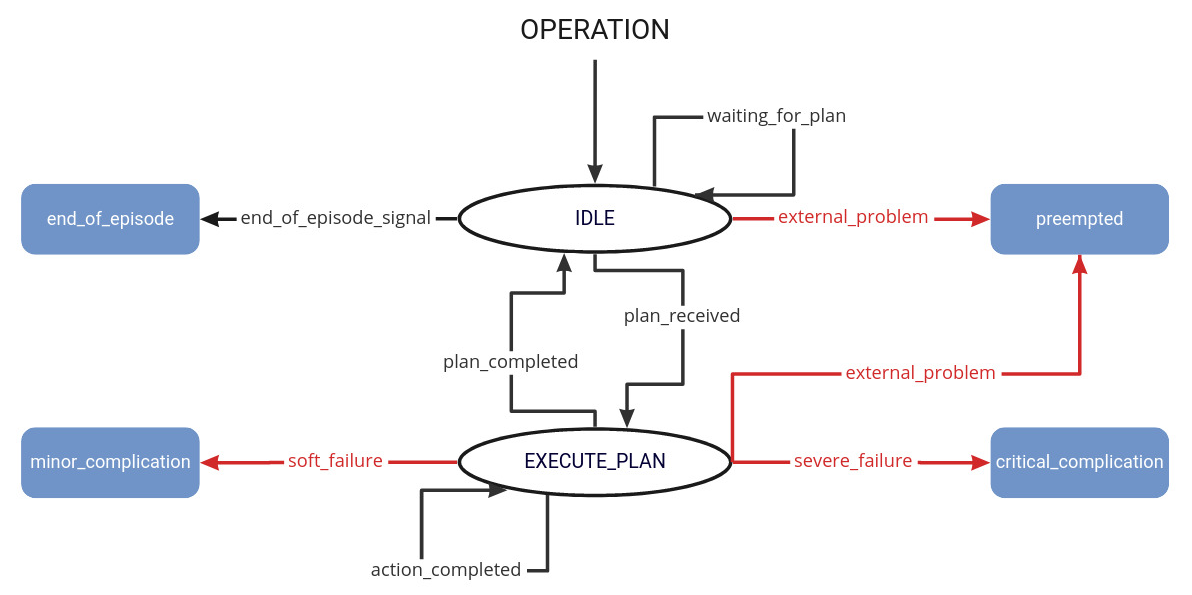 OPERATION
waiting_for_plan
end_of_episode
end_of_episode_signal
IDLE
external_problem
preempted
plan_received
plan_completed
external_problem
minor_complication
soft_failure
EXECUTE_PLAN
severe_failure
critical_complication
action_completed